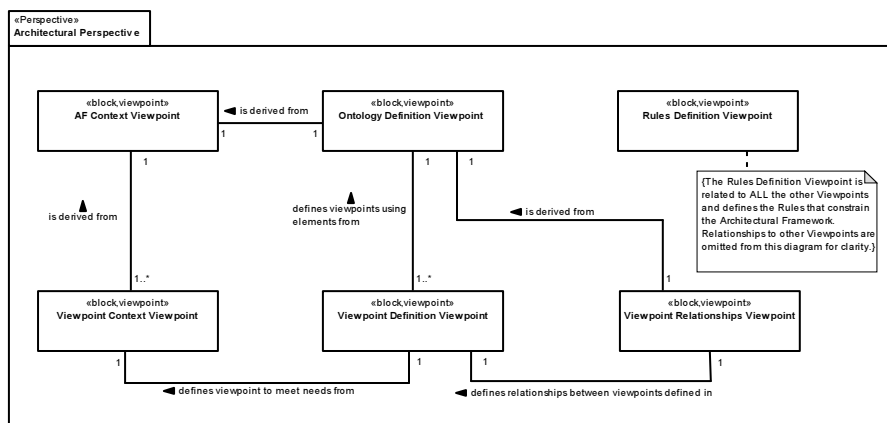 «Perspective»
Architectural Perspective
«block,viewpoint»
AF Context Viewpoint
is derived from
1
1
«block,viewpoint»
Ontology Definition Viewpoint
«block,viewpoint»
Rules Definition Viewpoint
1
1
1
{The Rules Definition Viewpoint is
related to ALL the other Viewpoints
and defines the Rules that constrain
the Architectural Framework.
Relationships to other Viewpoints are
omitted from this diagram for clarity.}
is derived from
defines viewpoints using
elements from
is derived from
1..*
1..*
1
«block,viewpoint»
Viewpoint Context Viewpoint
«block,viewpoint»
Viewpoint Definition Viewpoint
«block,viewpoint»
Viewpoint Relationships Viewpoint
1
1
1
1
defines viewpoint to meet needs from
defines relationships between viewpoints defined in